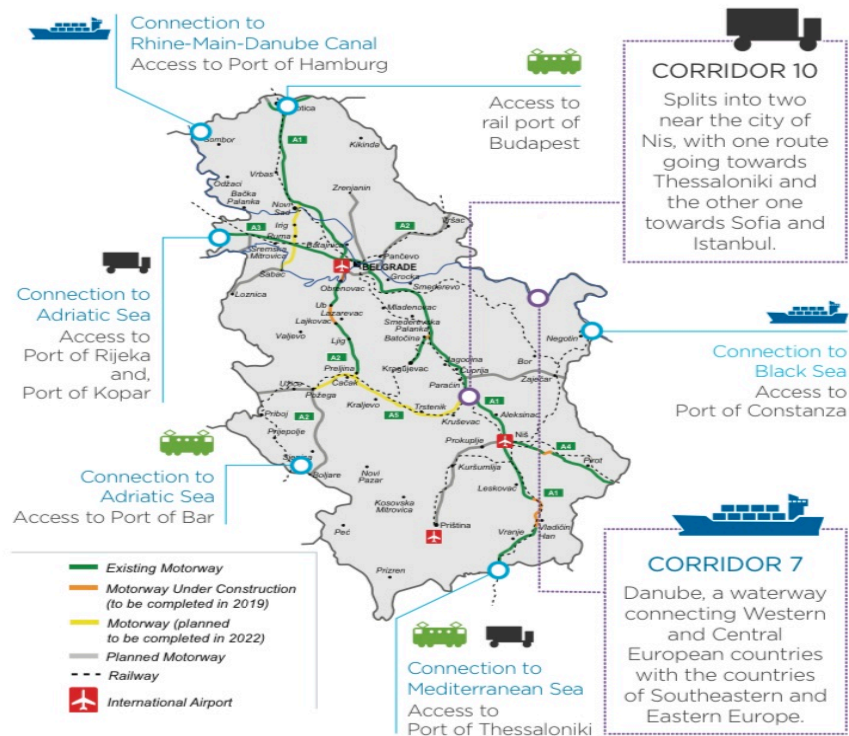 Connection to
Rhine-Main-Danube Canal
Access to Port of Hamburg
Access to
rail port of
Budapest
CORRIDOR 10
Splits into two
near the city of
Nis, with one route
going towards
Thessaloniki and
the other one
towards Sofia and
Istanbul.
Connection to
Adriatic Sea
Access to
Port of Rijeka
and,
Port of Kopar
Connection to
Black Sea
Access to
Port of Constanza
Connection to
Adriatic Sea
Access to Port of Bar
A1
Sombor
Kikinda
Vrbas
Odžaci
Bačka
Palanka
Zrenjanin
Novi
Sad
A2
Vršac
A3
Irig
Ruma
Batajnica
Sremska
Mitrovica
Pančevo
BELGRADE
Šabac
Grocka
Loznica
Obrenovac
Smederevo
Ub
Lazarevac
Lajkovac
Mladenovac
Smederevska
Palanka
Batočina
Negotin
Valjevo
Ljig
Jagodina
Bor
A2
Kragujevac
Ćuprija
Preljina
Paraćin
Zaječar
Užice
Čačak
Požega
Kraljevo
A5
Trstenik
A1
Aleksinac
Priboj
A2
Kruševac
Prijepolje
Prokuplje
Niš
A4
Pirot
Boljare
Novi
Pazar
Kuršumlija
Leskovac
A1
Kosovska
Mitrovica
Priština
Vladičin
Han
Vranje
Peć
Prizren
Existing Motorway
Motorway Under Construction
(to be completed in 2019)
Motorway (planned
to be completed in 2022)
Planned Motorway
Railway
International Airport
Connection to
Mediterranean Sea
Access to
Port of Thessaloniki
CORRIDOR 7
Danube, a waterway
connecting Western
and Central
European countries
with the countries
of Southeastern and
Eastern Europe.